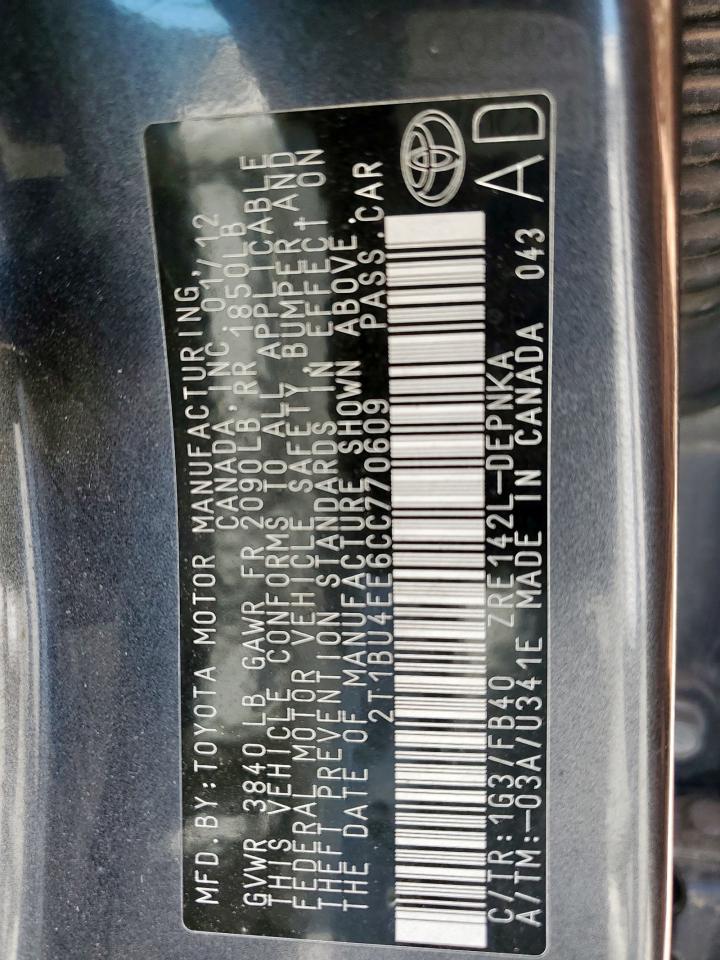 MFD.BY:TOYOTA MOTOR MANUFACTURING,
CANADA,INC. 01/12
GVWR 3840LB GAWR FR 2090LB RR 1850LB
THIS VEHICLE CONFORMS TO ALL APPLICABLE
FEDERAL MOTOR VEHICLE SAFETY, BUMPER, AND
THEFT PREVENTION STANDARDS IN EFFECT ON
THE DATE OF MANUFACTURE SHOWN ABOVE.
2T1BU4EE6CC770609 PASS.CAR
C/TR:1G3/FB40 ZRE142L-DEPNKA
A/TM:-03A/U341E MADE IN CANADA 043
AD